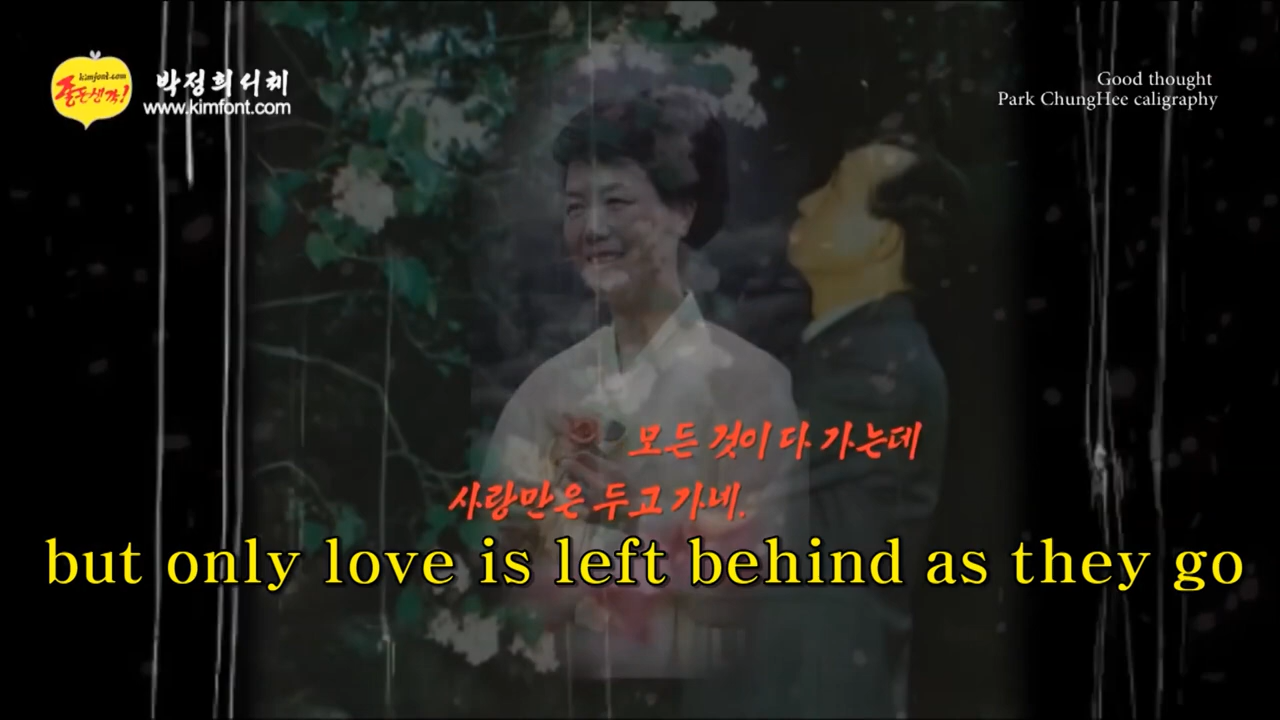 kimfont.com
좋은생각!
박정희서체
www.kimfont.com
Good thought
Park ChungHee caligraphy
모든 것이 다 가는데
사랑만은 두고 가네.
but only love is left behind as they go